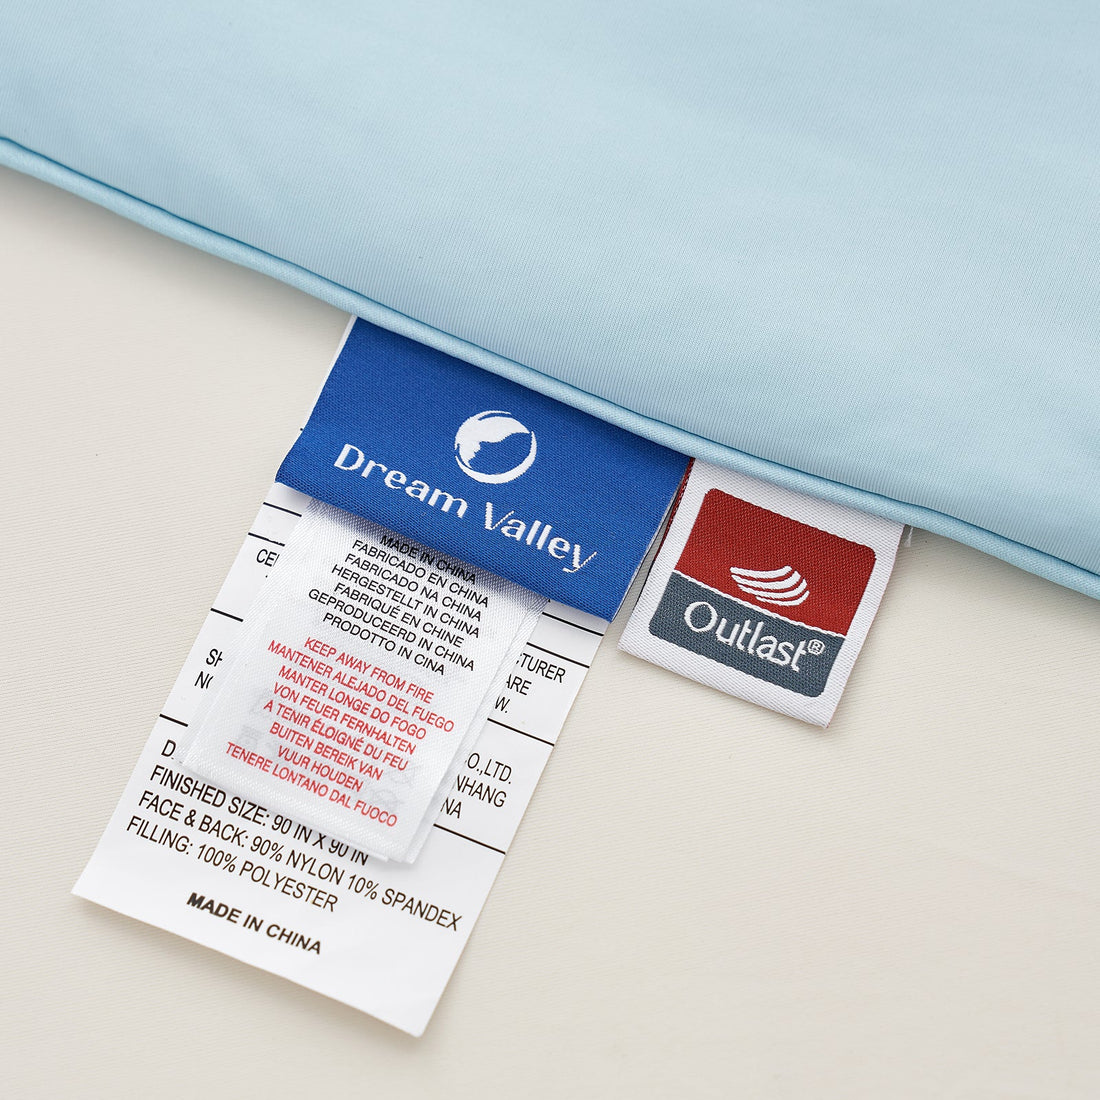 Dream Valley
Outlast®
MADE IN CHINA
FABRICADO EN CHINA
FABRICADO NA CHINA
HERGESTELLT IN CHINA
FABRIQUÉ EN CHINE
GEPRODUCEERD IN CHINA
PRODOTTO IN CINA
KEEP AWAY FROM FIRE
MANTENER ALEJADO DEL FUEGO
MANTER LONGE DO FOGO
VON FEUER FERNHALTEN
A TENIR ÉLOIGNÉ DU FEU
BUITEN BEREIK VAN
VUUR HOUDEN
TENERE LONTANO DAL FUOCO
CO.,LTD.
FINISHED SIZE: 90 IN X 90 IN
FACE & BACK: 90% NYLON 10% SPANDEX
FILLING: 100% POLYESTER
MADE IN CHINA